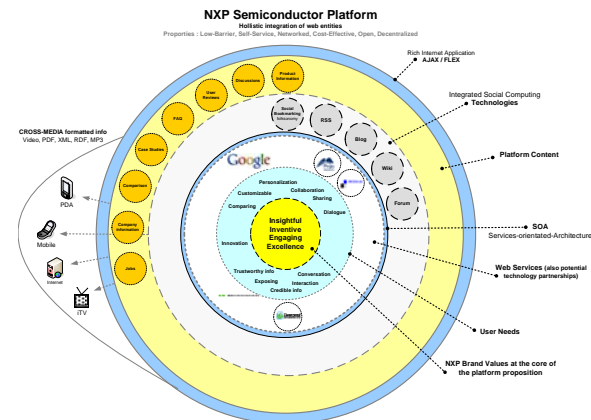 NXP Semiconductor Platform
Hollistic integration of web entities
Properties : Low-Barrier, Self-Service, Networked, Cost-Effective, Open, Decentralized
Rich Internet Application
AJAX / FLEX
Integrated Social Computing
Technologies
Platform Content
SOA
Services-orientated-Architecture
Web Services (also potential
technology partnerships)
User Needs
NXP Brand Values at the core of
the platform proposition
CROSS-MEDIA formatted info
Video, PDF, XML, RDF, MP3
PDA
Mobile
Internet
iTV
Product
Information
Discussions
User
Reviews
FAQ
Case Studies
Comparison
Company
Information
Jobs
Social
Bookmarking
RSS
Blog
Wiki
Forum
Google
Personalization
Customizable
Collaboration
Sharing
Comparing
Dialogue
Innovation
Insightful
Inventive
Engaging
Excellence
Trustworthy info
Exposing
Conversation
Interaction
Credible info